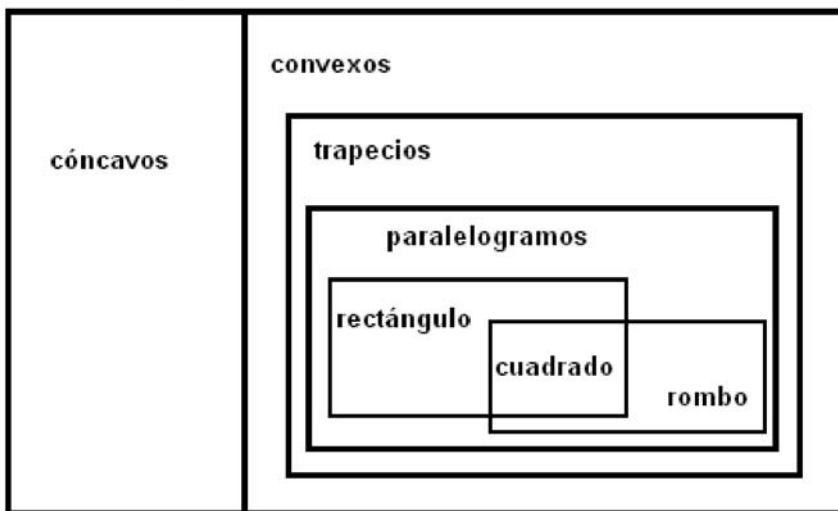 convexos
cóncavos
trapecios
paralelogramos
rectángulo
cuadrado
rombo